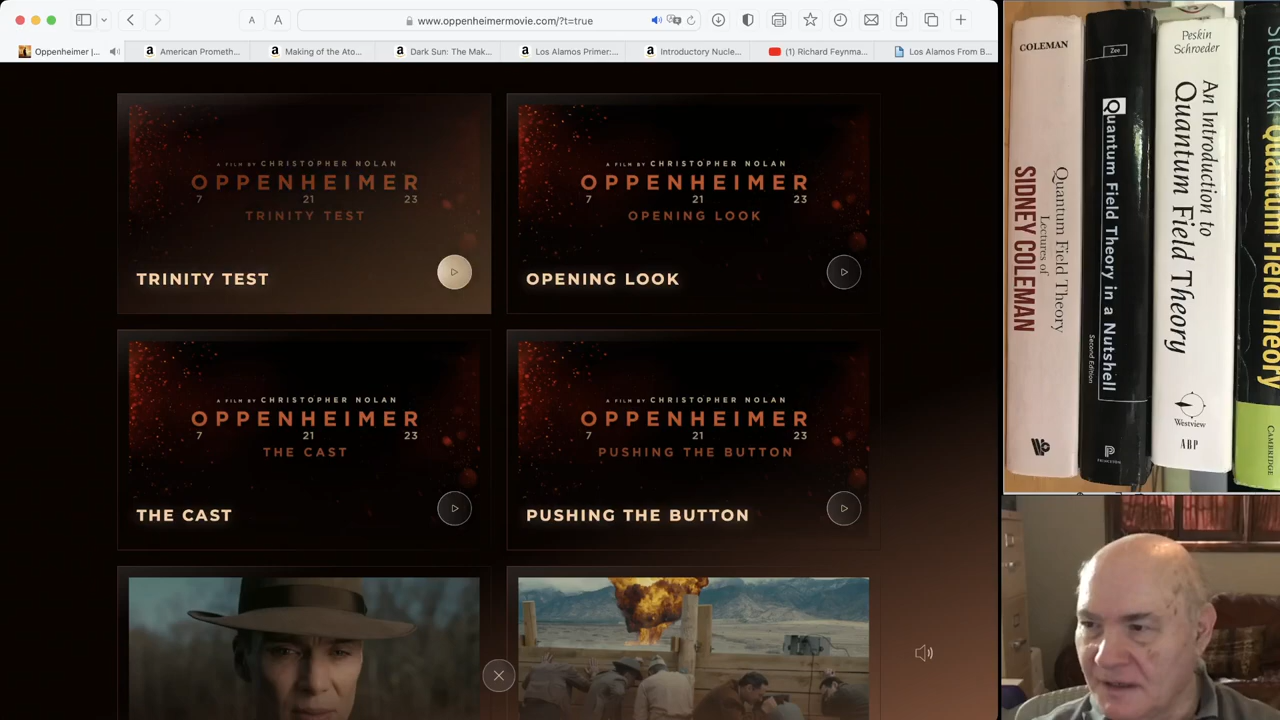 www.oppenheimermovie.com/?t=true
Oppenheimer |...
American Prometh...
Making of the Ato...
Dark Sun: The Mak...
Los Alamos Primer:...
Introductory Nucle...
(1) Richard Feynma...
Los Alamos From B...
A FILM BY CHRISTOPHER NOLAN
OPPENHEIMER
7 21 23
TRINITY TEST
TRINITY TEST
A FILM BY CHRISTOPHER NOLAN
OPPENHEIMER
7 21 23
OPENING LOOK
OPENING LOOK
A FILM BY CHRISTOPHER NOLAN
OPPENHEIMER
7 21 23
THE CAST
THE CAST
A FILM BY CHRISTOPHER NOLAN
OPPENHEIMER
7 21 23
PUSHING THE BUTTON
PUSHING THE BUTTON
COLEMAN
Quantum Field Theory
Lectures of
SIDNEY COLEMAN
Zee
Quantum Field Theory in a Nutshell
Second Edition
Peskin
Schroeder
An Introduction to
Quantum Field Theory
Westview
ABP
Quantum Field Theory
CAMBRIDGE